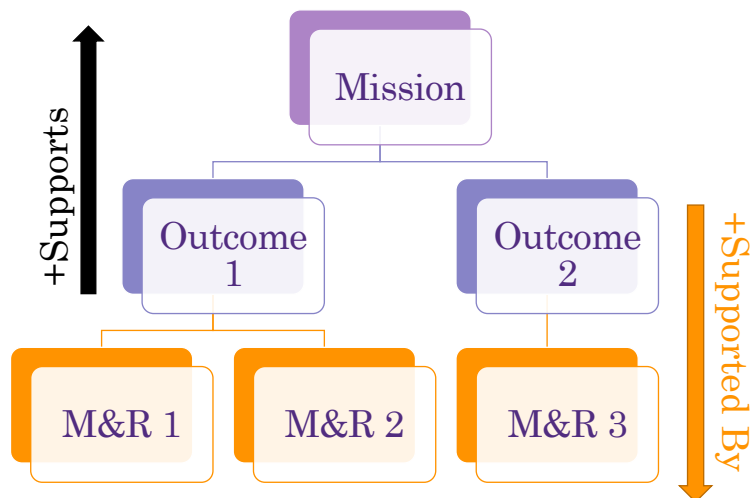 +Supports
Mission
Outcome
1
Outcome
2
+Supported By
M&R 1
M&R 2
M&R 3